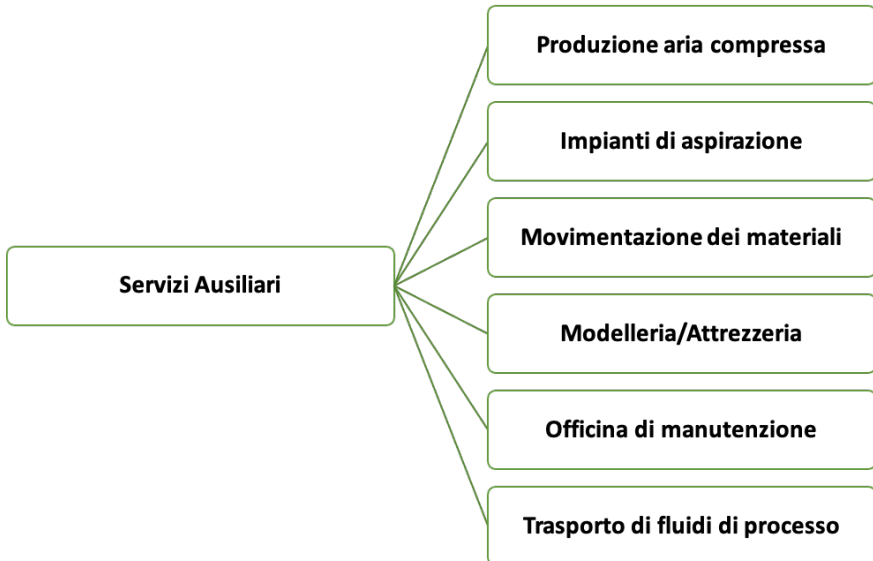 Produzione aria compressa
Impianti di aspirazione
Movimentazione dei materiali
Servizi Ausiliari
Modelleria/Attrezzeria
Officina di manutenzione
Trasporto di fluidi di processo